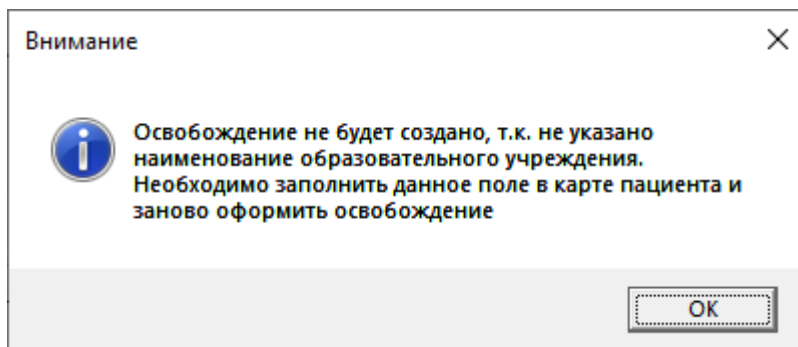 Внимание
Освобождение не будет создано, т.к. не указано
наименование образовательного учреждения.
Необходимо заполнить данное поле в карте пациента и
заново оформить освобождение
OK